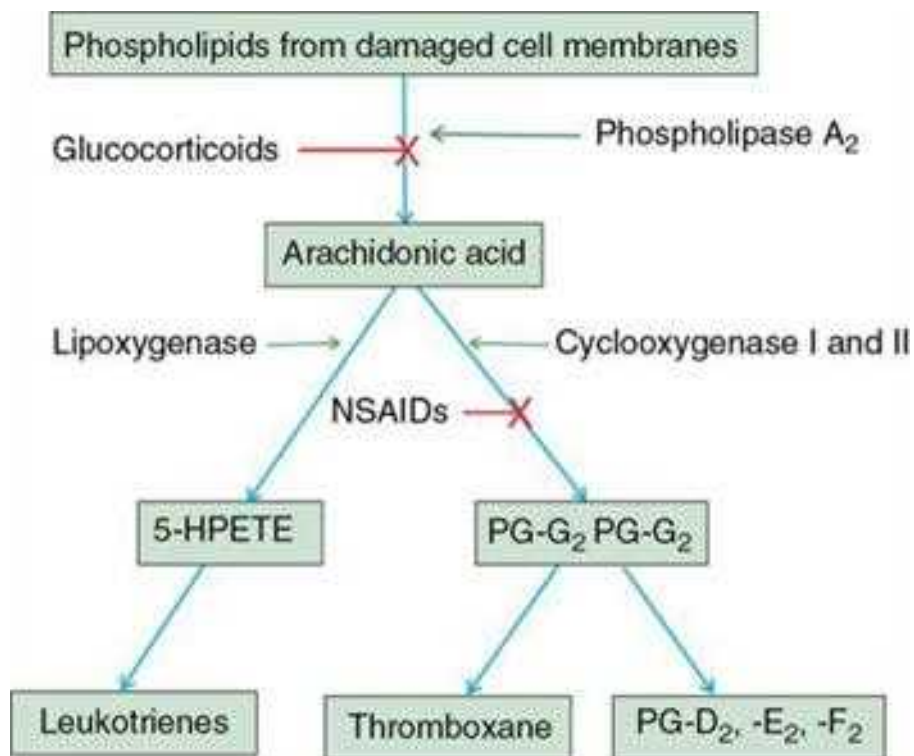 Phospholipids from damaged cell membranes
Glucocorticoids
Phospholipase A₂
Arachidonic acid
Lipoxygenase
Cyclooxygenase I and II
NSAIDs
5-HPETE
PG-G₂ PG-G₂
Leukotrienes
Thromboxane
PG-D₂, -E₂, -F₂